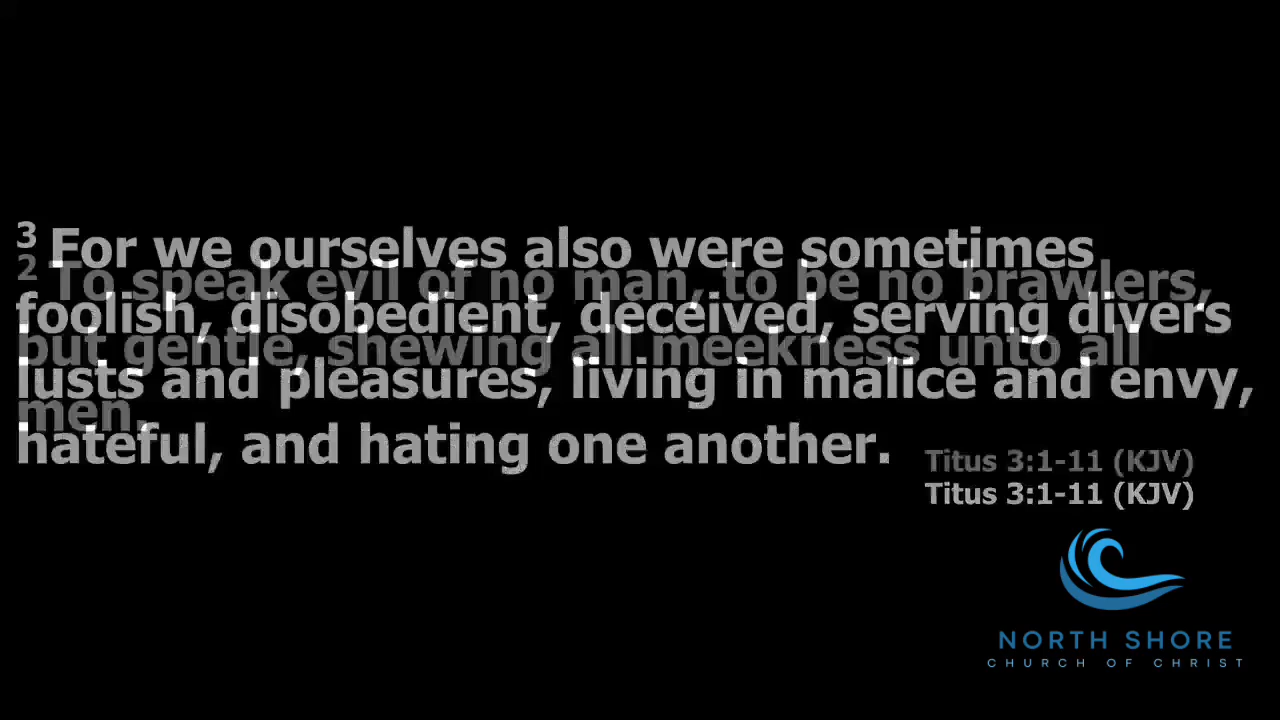 3 For we ourselves also were sometimes
2 To speak evil of no man, to be no brawlers,
foolish, disobedient, deceived, serving divers
but gentle, shewing all meekness unto all
lusts and pleasures, living in malice and envy,
men.
hateful, and hating one another.
Titus 3:1-11 (KJV)
Titus 3:1-11 (KJV)
NORTH SHORE
CHURCH OF CHRIST